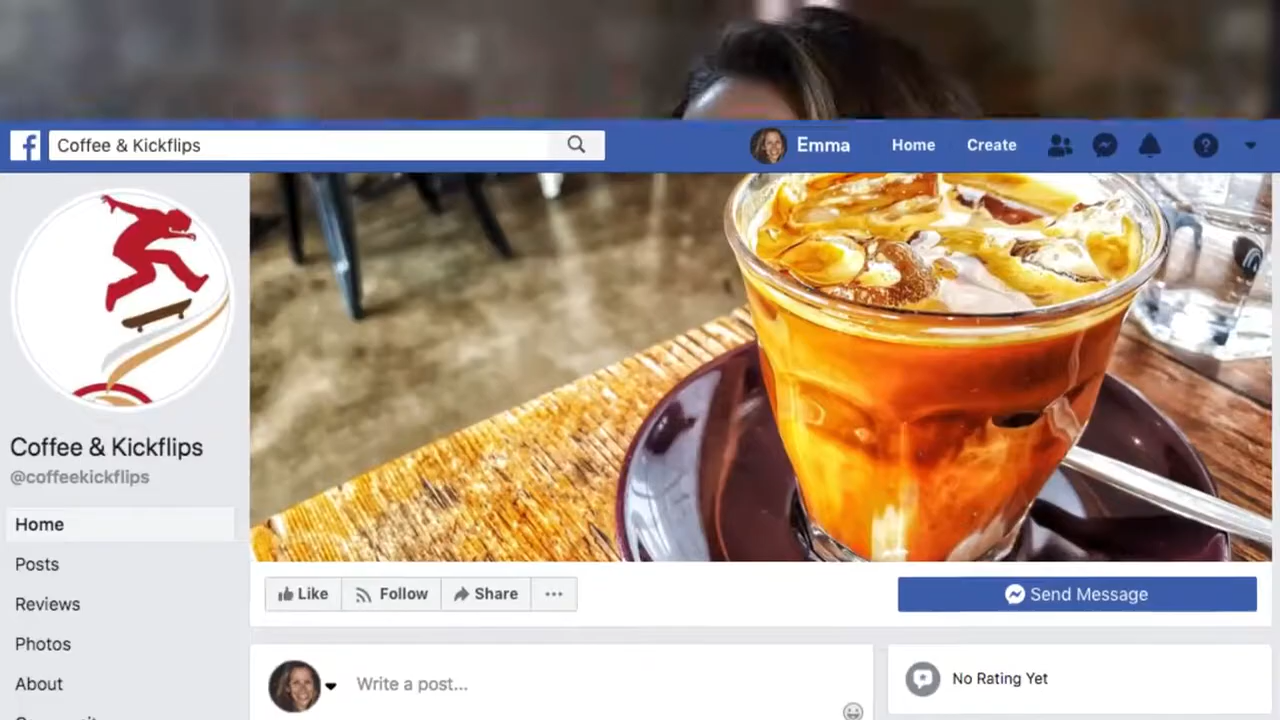 Coffee & Kickflips
Emma
Home
Create
Coffee & Kickflips
@coffeekickflips
Home
Posts
Reviews
Photos
About
Like
Follow
Share
Send Message
Write a post...
No Rating Yet